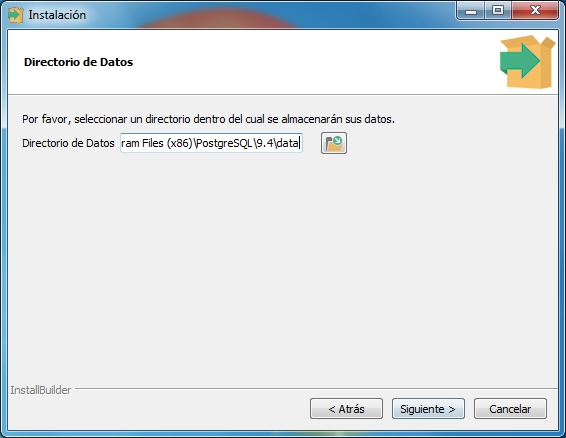 Instalación
Directorio de Datos
Por favor, seleccionar un directorio dentro del cual se almacenarán sus datos.
Directorio de Datos ram Files (x86)\PostgreSQL\9.4\data
InstallBuilder
< Atrás Siguiente > Cancelar